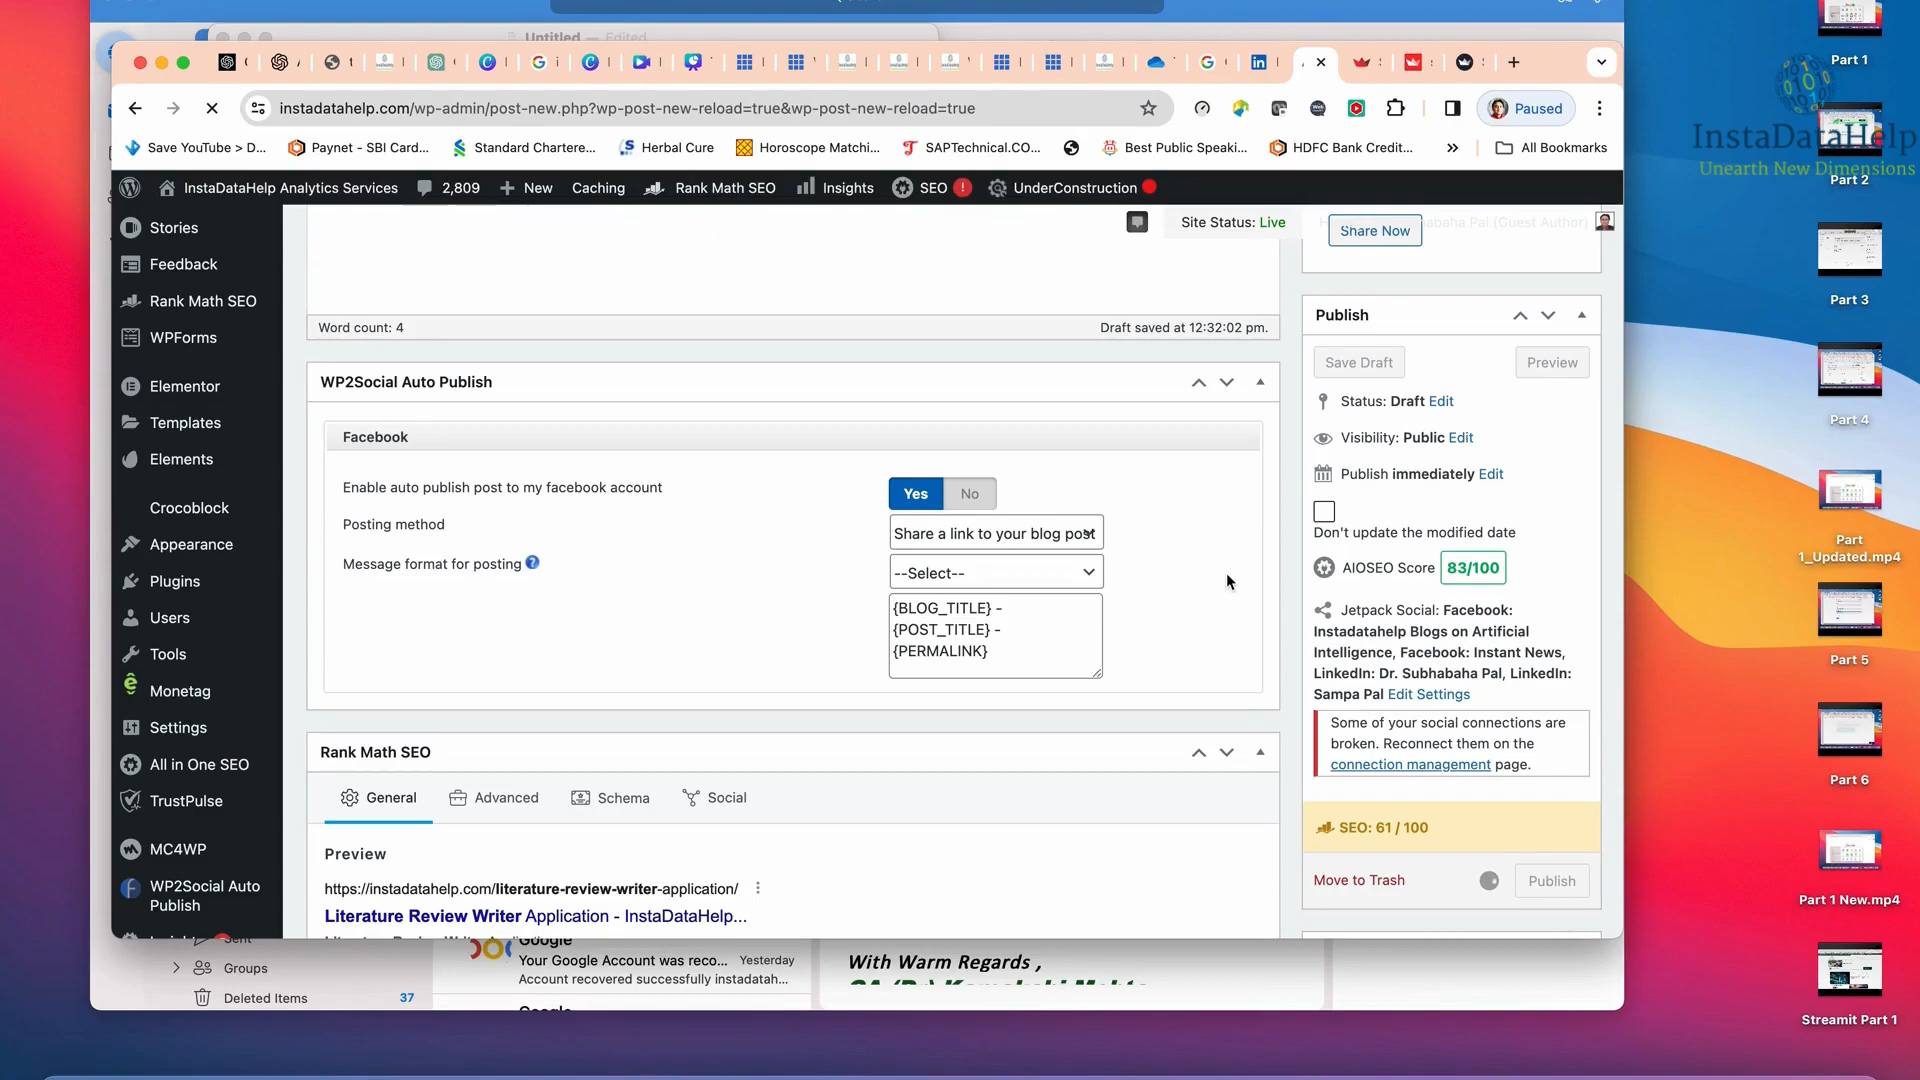 Untitled — Edited
instadatahelp.com/wp-admin/post-new.php?wp-post-new-reload=true&wp-post-new-reload=true
Paused
Save YouTube > D...
Paynet - SBI Card...
Standard Chartere...
Herbal Cure
Horoscope Matchi...
SAPTechnical.CO...
Best Public Speaki...
HDFC Bank Credit...
»
All Bookmarks
InstaDataHelp Analytics Services
2,809
New
Caching
Rank Math SEO
Insights
SEO
UnderConstruction
Site Status: Live
Stories
Feedback
Rank Math SEO
WPForms
Elementor
Templates
Elements
Crocoblock
Appearance
Plugins
Users
Tools
Monetag
Settings
All in One SEO
TrustPulse
MC4WP
WP2Social Auto
Publish
Word count: 4
Draft saved at 12:32:02 pm.
WP2Social Auto Publish
Facebook
Enable auto publish post to my facebook account
Yes
No
Posting method
Share a link to your blog post
Message format for posting
--Select--
{BLOG_TITLE} -
{POST_TITLE} -
{PERMALINK}
Rank Math SEO
General
Advanced
Schema
Social
Preview
https://instadatahelp.com/literature-review-writer-application/
Literature Review Writer Application - InstaDataHelp...
Share Now
Publish
Save Draft
Preview
Status: Draft Edit
Visibility: Public Edit
Publish immediately Edit
Don't update the modified date
AIOSEO Score 83/100
Jetpack Social: Facebook:
Instadatahelp Blogs on Artificial
Intelligence, Facebook: Instant News,
LinkedIn: Dr. Subhabaha Pal, LinkedIn:
Sampa Pal Edit Settings
Some of your social connections are
broken. Reconnect them on the
connection management page.
SEO: 61 / 100
Move to Trash
Publish
Sent
Groups
Deleted Items
37
Google
Your Google Account was reco...
Yesterday
Account recovered successfully instadatah...
Google
With Warm Regards ,
Part 1
InstaDataHelp
Unearth New Dimensions
Part 2
Part 3
Part 4
Part
1_Updated.mp4
Part 5
Part 6
Part 1 New.mp4
Streamit Part 1